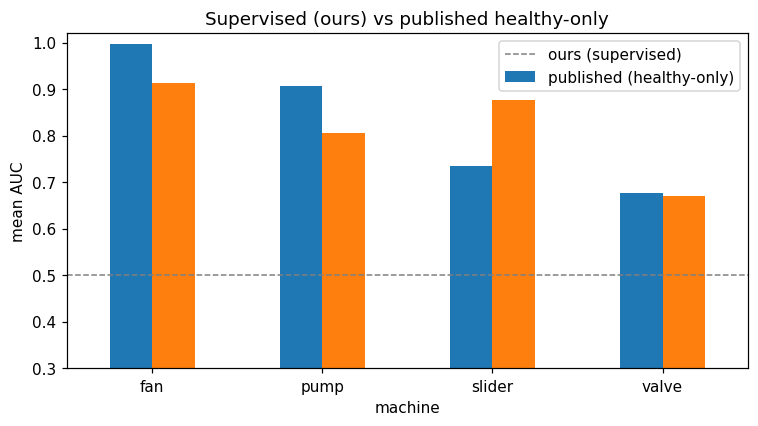 Supervised (ours) vs published healthy-only
ours (supervised)
published (healthy-only)
mean AUC
1.0
0.9
0.8
0.7
0.6
0.5
0.4
0.3
fan pump slider valve
machine